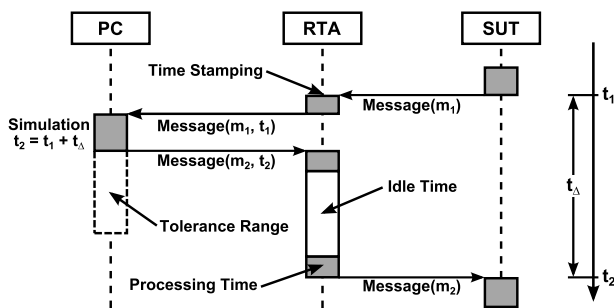 PC
RTA
SUT
Time Stamping
t1
Message(m1)
Simulation
t2 = t1 + tΔ
Message(m1, t1)
Message(m2, t2)
Idle Time
tΔ
Tolerance Range
Processing Time
Message(m2)
t2